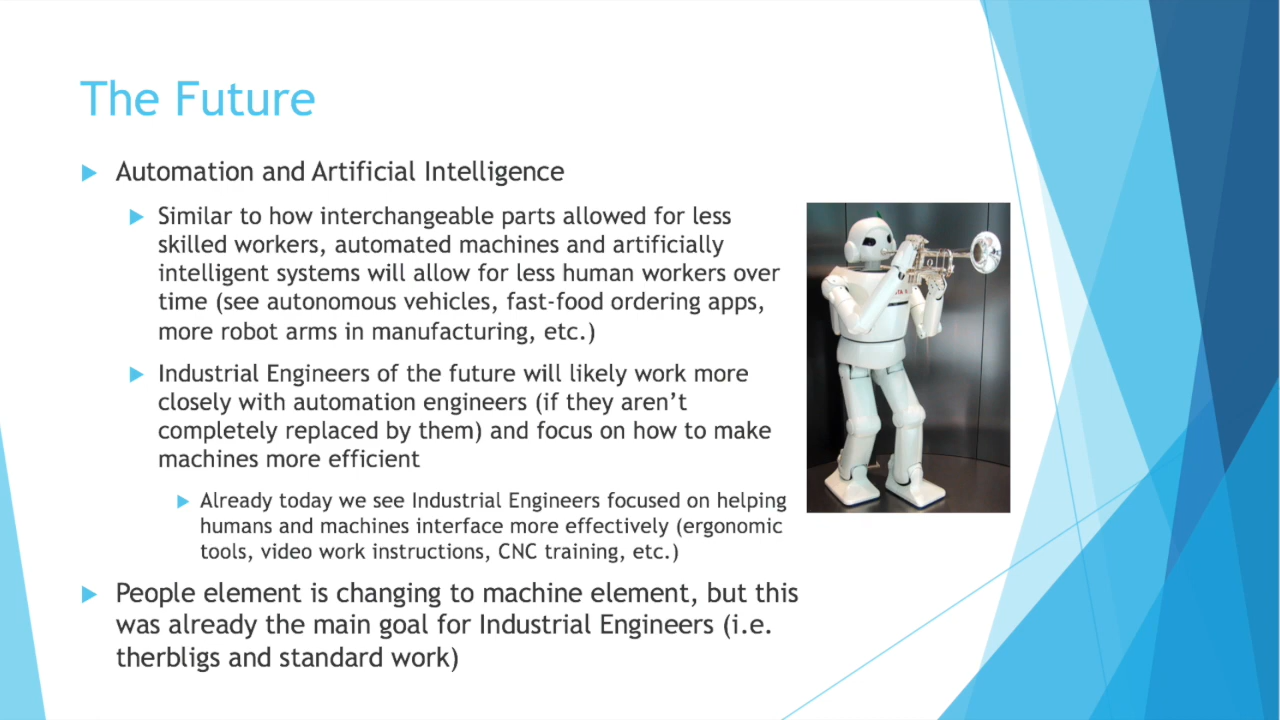 The Future
Automation and Artificial Intelligence
Similar to how interchangeable parts allowed for less
skilled workers, automated machines and artificially
intelligent systems will allow for less human workers over
time (see autonomous vehicles, fast-food ordering apps,
more robot arms in manufacturing, etc.)
Industrial Engineers of the future will likely work more
closely with automation engineers (if they aren’t
completely replaced by them) and focus on how to make
machines more efficient
Already today we see Industrial Engineers focused on helping
humans and machines interface more effectively (ergonomic
tools, video work instructions, CNC training, etc.)
People element is changing to machine element, but this
was already the main goal for Industrial Engineers (i.e.
therbligs and standard work)